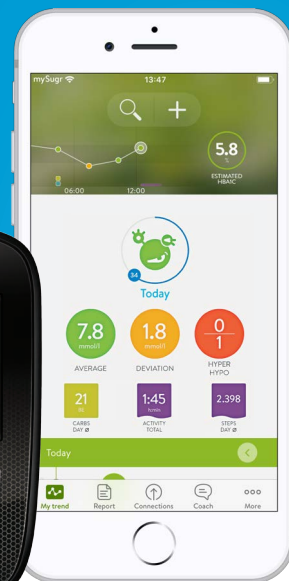 mySugr 13:47
5.8
%
ESTIMATED
HBA1C
06:00 12:00
34
Today
7.8 1.8 0
mmol/l mmol/l 1
AVERAGE DEVIATION HYPER
HYPO
21 1:45 2.398
h:min
CARBS ACTIVITY STEPS
DAY Ø TOTAL DAY Ø
Today
My trend Report Connections Coach More